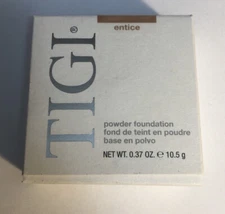 entice
TIGI®
powder foundation
fond de teint en poudre
base en polvo
NET WT. 0.37 OZ. ℮ 10.5 g